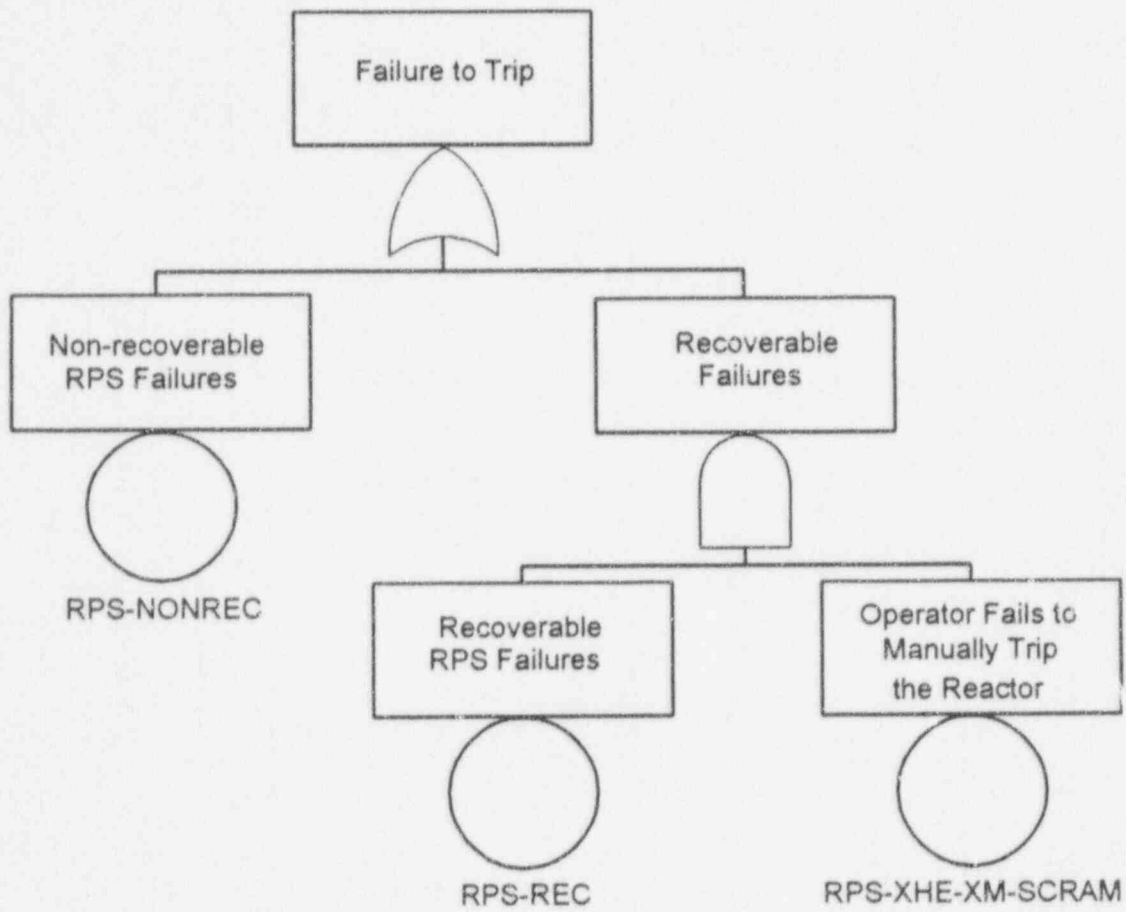 Failure to Trip
Non-recoverable
RPS Failures
Recoverable
Failures
RPS-NONREC
Recoverable
RPS Failures
Operator Fails to
Manually Trip
the Reactor
RPS-REC
RPS-XHE-XM-SCRAM